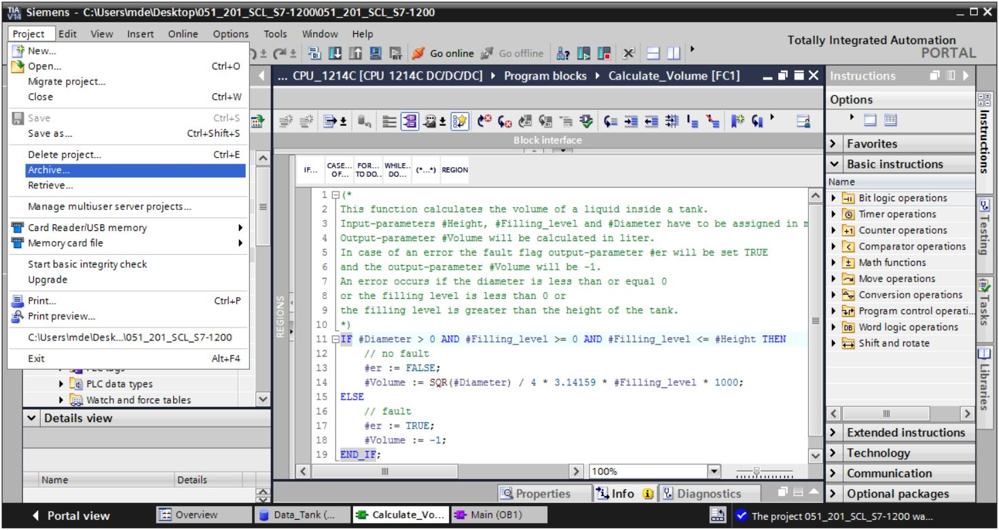 TIA
V14
Siemens - C:\Users\mde\Desktop\051_201_SCL_S7-1200\051_201_SCL_S7-1200
Project Edit View Insert Online Options Tools Window Help
Totally Integrated Automation
PORTAL
New...
Open... Ctrl+O
Migrate project...
Close Ctrl+W
Save Ctrl+S
Save as... Ctrl+Shift+S
Delete project... Ctrl+E
Archive...
Retrieve...
Manage multiuser server projects...
Card Reader/USB memory
Memory card file
Start basic integrity check
Upgrade
Print... Ctrl+P
Print preview...
C:\Users\mde\Desk...\051_201_SCL_S7-1200
Exit Alt+F4
PLC data types
Watch and force tables
Details view
Name Details
Go online Go offline
... CPU_1214C [CPU 1214C DC/DC/DC] Program blocks Calculate_Volume [FC1]
Block interface
IF... CASE... OF... FOR... TO DO.. WHILE.. DO... (*...*) REGION
REGIONS
1 (*
2 This function calculates the volume of a liquid inside a tank.
3 Input-parameters #Height, #Filling_level and #Diameter have to be assigned in m
4 Output-parameter #Volume will be calculated in liter.
5 In case of an error the fault flag output-parameter #er will be set TRUE
6 and the output-parameter #Volume will be -1.
7 An error occurs if the diameter is less than or equal 0
8 or the filling level is less than 0 or
9 the filling level is greater than the height of the tank.
10 *)
11 IF #Diameter > 0 AND #Filling_level >= 0 AND #Filling_level <= #Height THEN
12 // no fault
13 #er := FALSE;
14 #Volume := SQR(#Diameter) / 4 * 3.14159 * #Filling_level * 1000;
15 ELSE
16 // fault
17 #er := TRUE;
18 #Volume := -1;
19 END_IF;
100%
Properties Info Diagnostics
Instructions
Options
Favorites
Basic instructions
Name
Bit logic operations
Timer operations
Counter operations
Comparator operations
Math functions
Move operations
Conversion operations
Program control operati...
Word logic operations
Shift and rotate
Extended instructions
Technology
Communication
Optional packages
Instructions
Testing
Tasks
Libraries
Portal view Overview Data_Tank (... Calculate_Vo... Main (OB1) The project 051_201_SCL_S7-1200 wa...